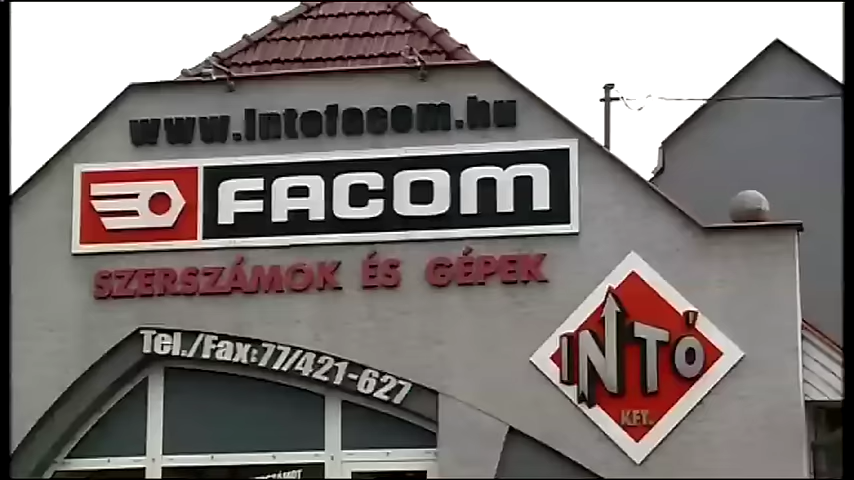 www.intofacom.hu
FACOM
SZERSZÁMOK ÉS GÉPEK
Tel./Fax:77/421-627
INTÓ
KFT.